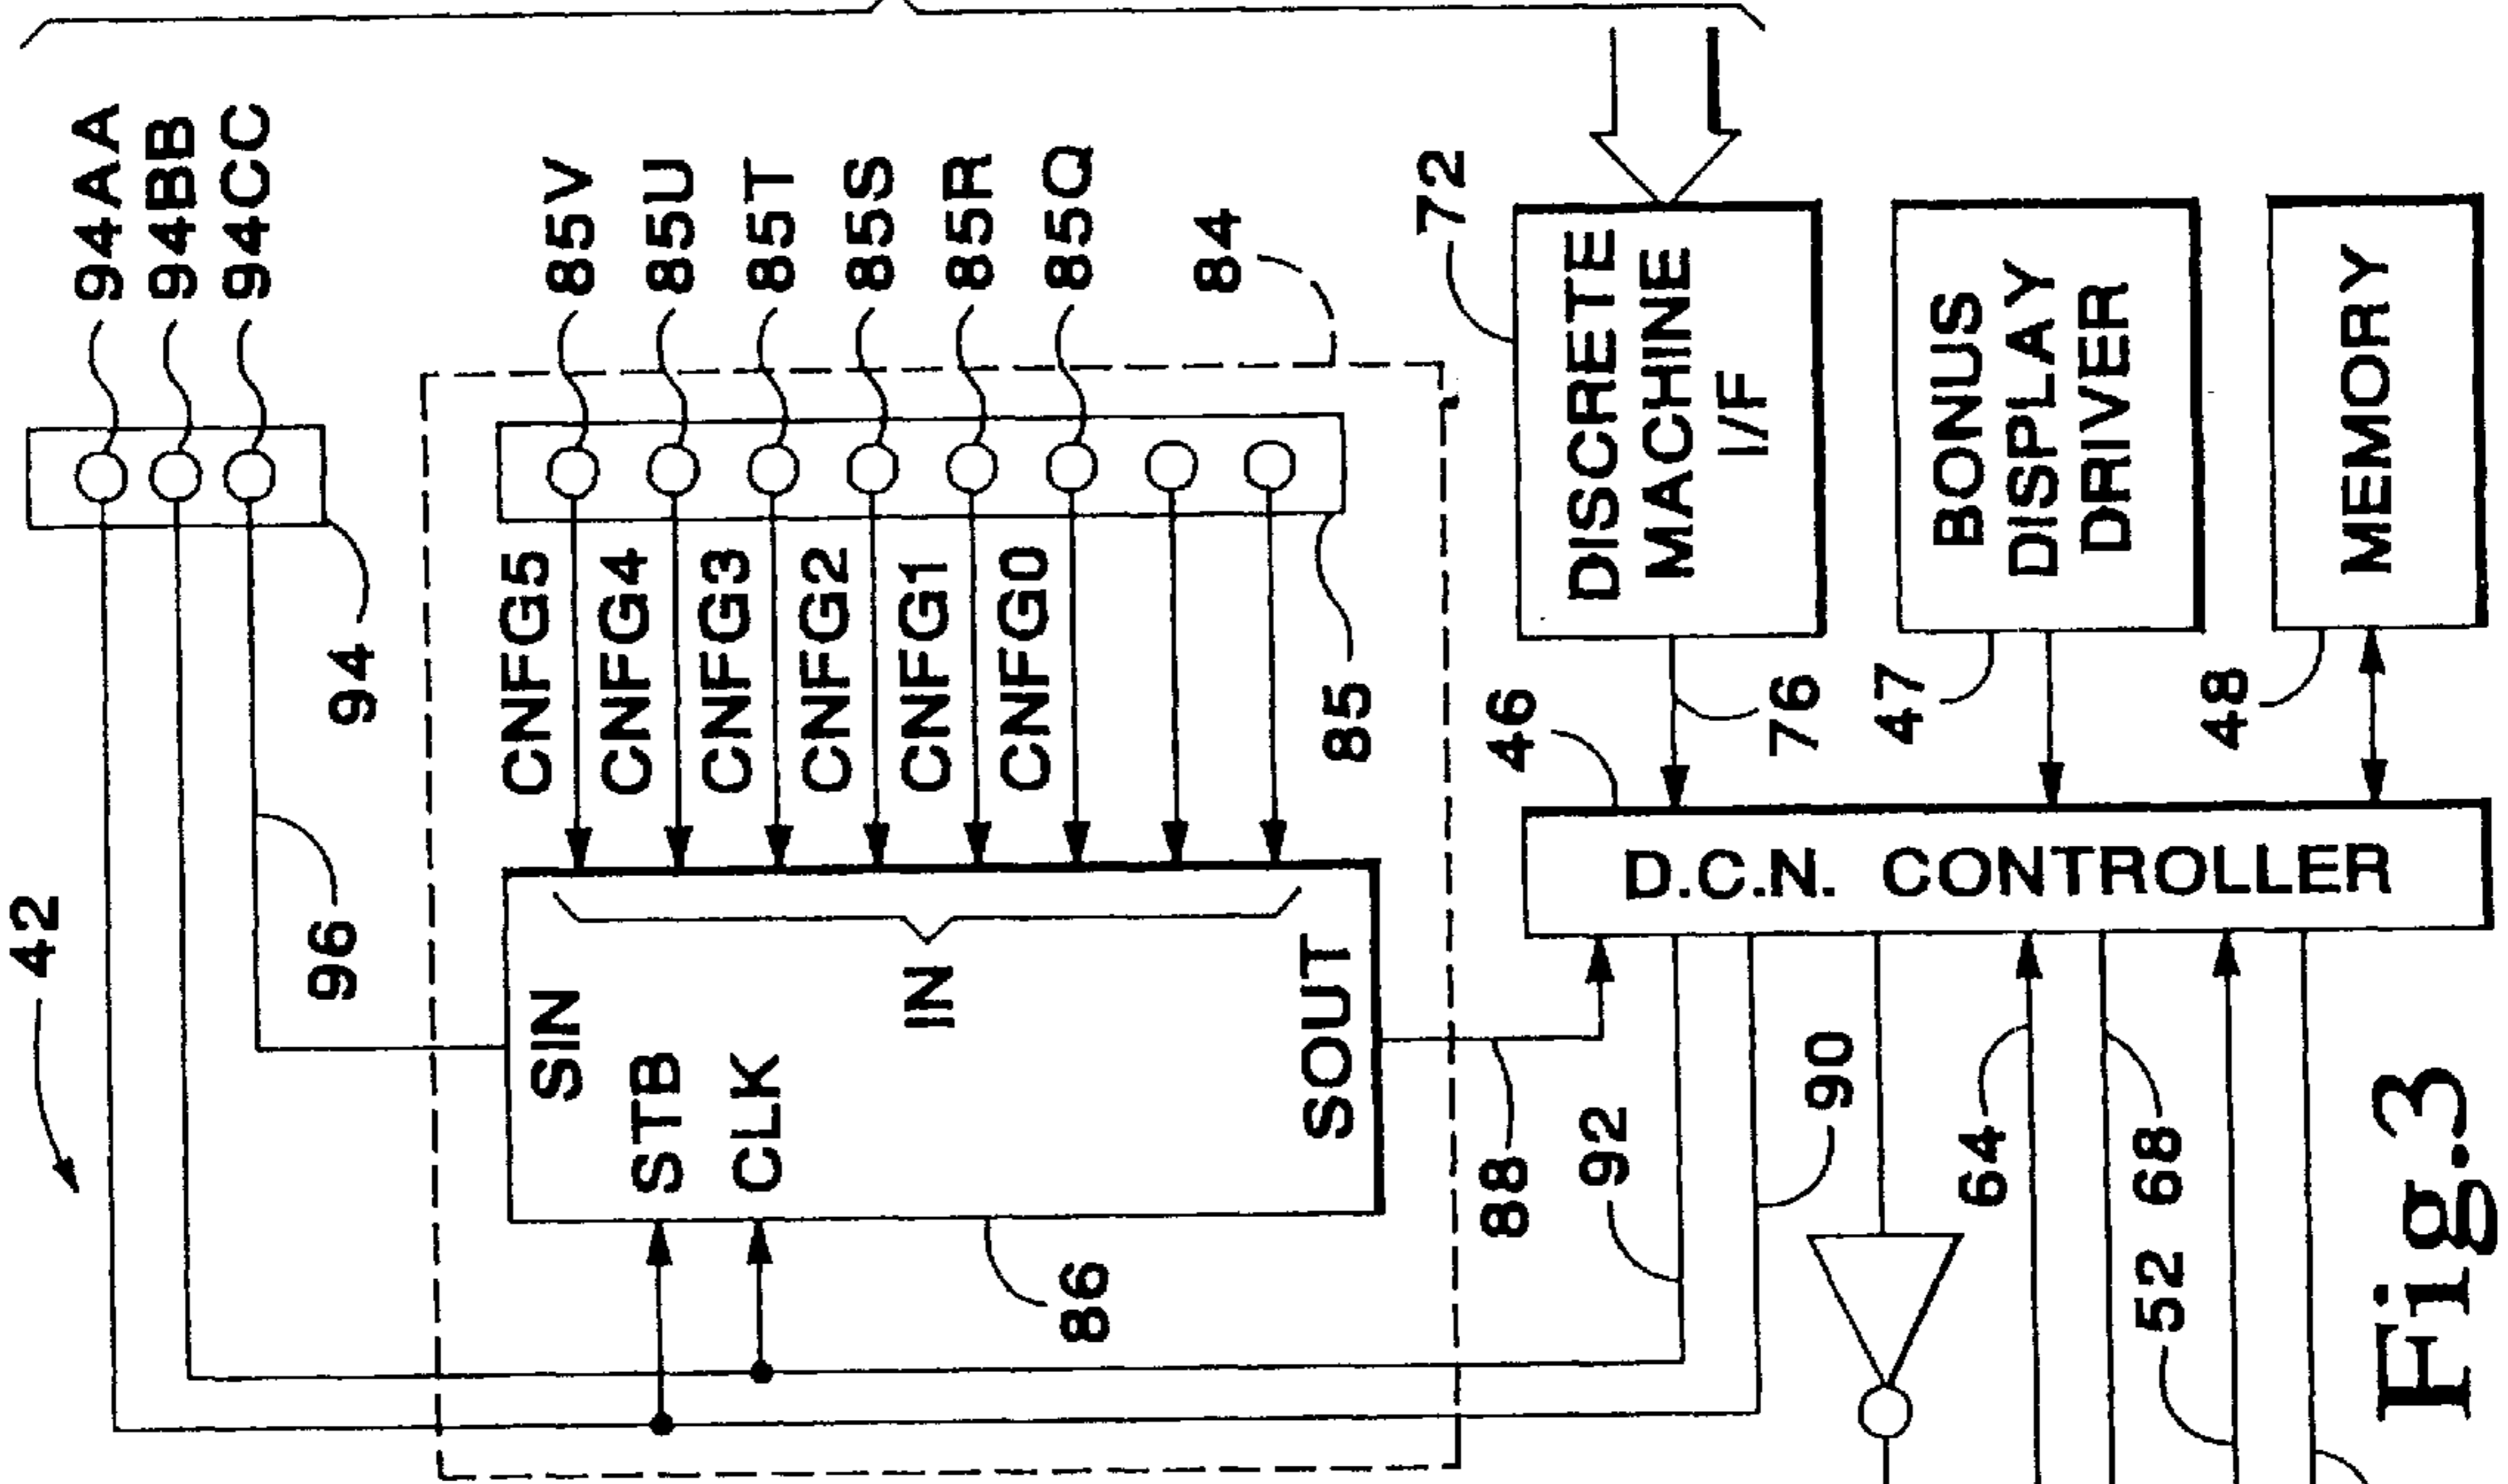 42
94AA
94BB
94CC
94
96
85V
85U
85T
85S
85R
85Q
84
CNFG5
CNFG4
CNFG3
CNFG2
CNFG1
CNFG0
85
SIN
STB
CLK
IN
SOUT
86
88
72
DISCRETE
MACHINE
I/F
76
BONUS
DISPLAY
DRIVER
47
MEMORY
48
46
D.C.N. CONTROLLER
92
90
64
68
52
Fig.3